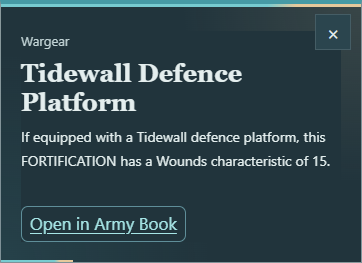 Wargear
Tidewall Defence
Platform
If equipped with a Tidewall defence platform, this
FORTIFICATION has a Wounds characteristic of 15.
Open in Army Book